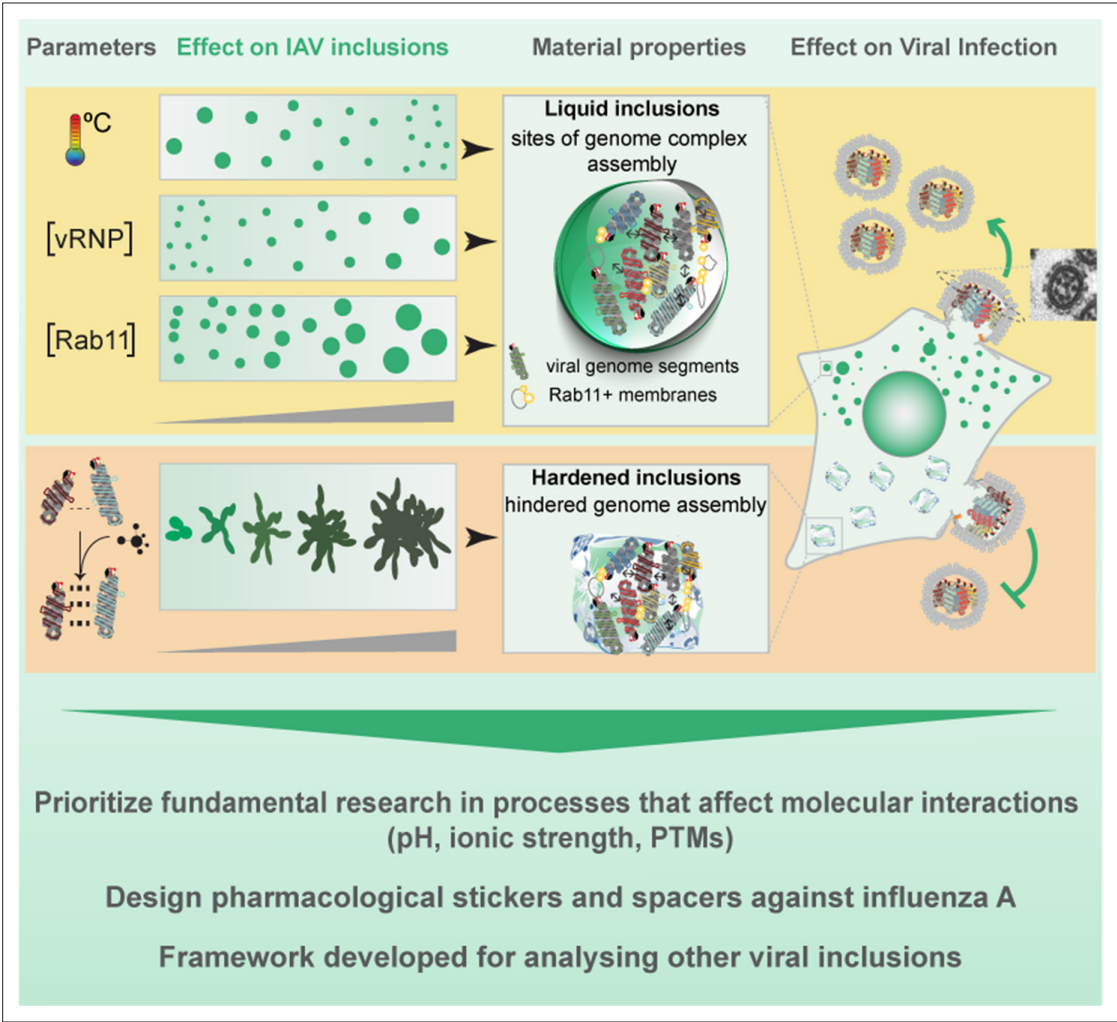 Parameters
Effect on IAV inclusions
Material properties
Effect on Viral Infection
ºC
[vRNP]
[Rab11]
Liquid inclusions
sites of genome complex
assembly
viral genome segments
Rab11+ membranes
Hardened inclusions
hindered genome assembly
Prioritize fundamental research in processes that affect molecular interactions
(pH, ionic strength, PTMs)
Design pharmacological stickers and spacers against influenza A
Framework developed for analysing other viral inclusions